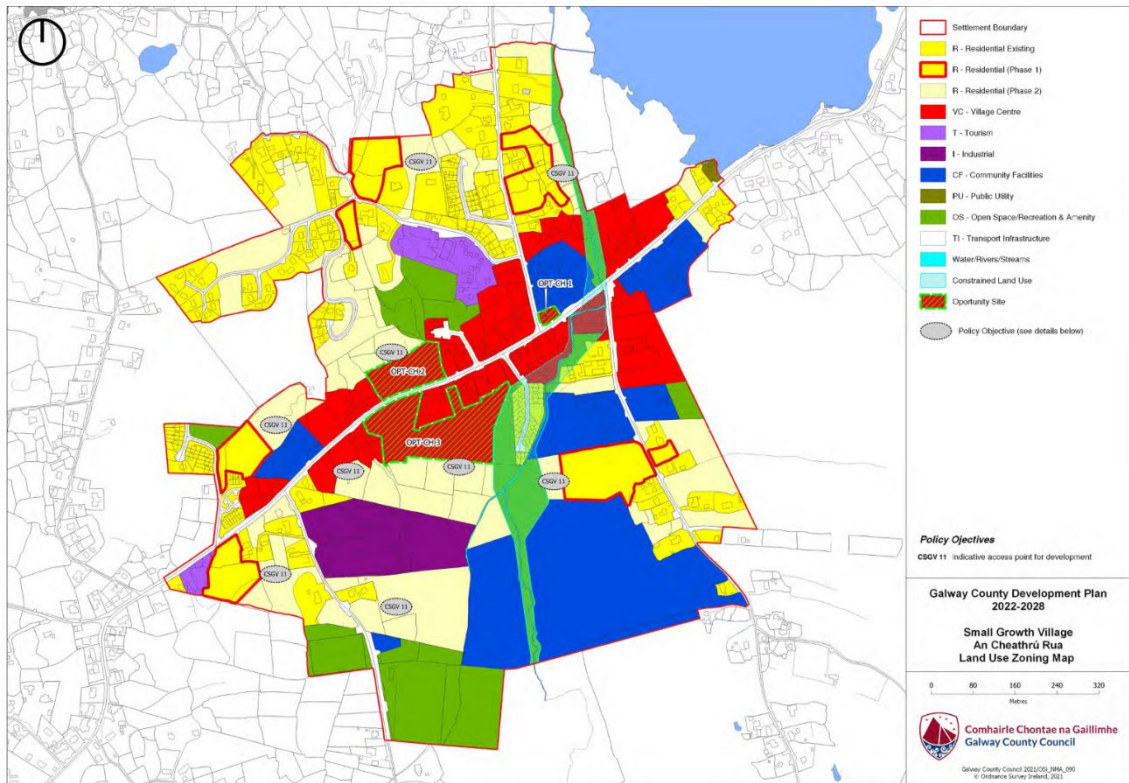 CSGV 11
CSGV 11
OPT-CH 1
CSGV 11
OPT-CH 2
CSGV 11
OPT-CH 3
CSGV 11
CSGV 11
CSGV 11
CSGV 11
CSGV 11
Settlement Boundary
R - Residential Existing
R - Residential (Phase 1)
R - Residential (Phase 2)
VC - Village Centre
T - Tourism
I - Industrial
CF - Community Facilities
PU - Public Utility
OS - Open Space/Recreation & Amenity
TI - Transport Infrastructure
Water/Rivers/Streams
Constrained Land Use
Oportunity Site
Policy Objective (see details below)
Policy Ojectives
CSGV 11 Indicative access point for development
Galway County Development Plan
2022-2028
Small Growth Village
An Cheathrú Rua
Land Use Zoning Map
0 80 160 240 320
Metres
Comhairle Chontae na Gaillimhe
Galway County Council
Galway County Council 2021/OSI_NMA_090
© Ordnance Survey Ireland, 2021